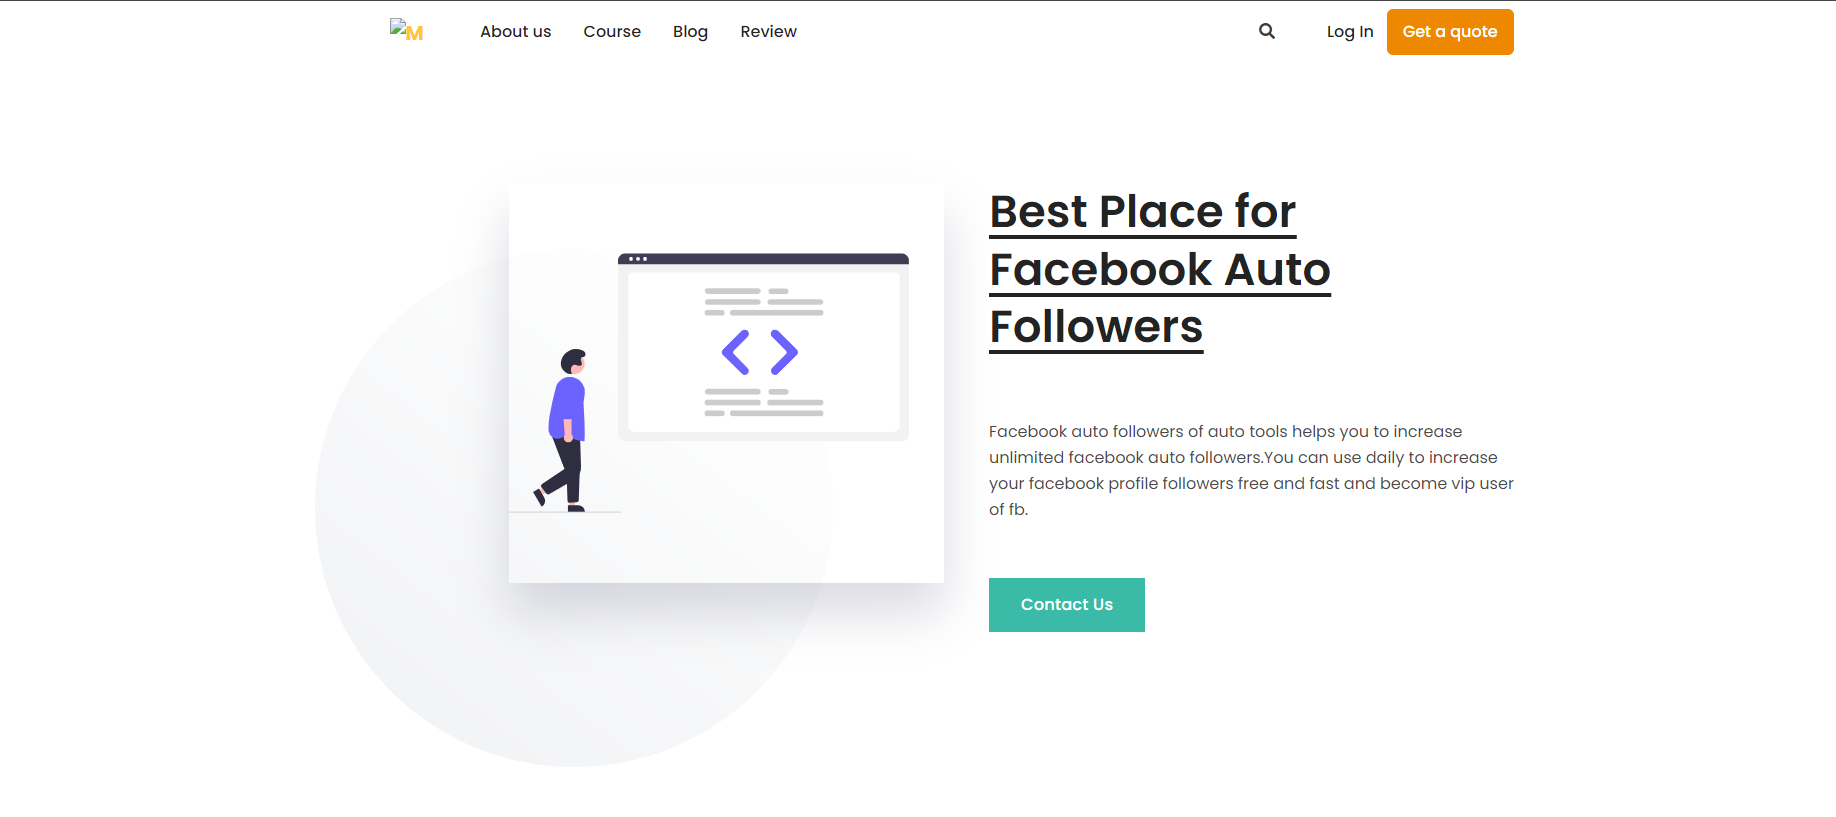 M
About us
Course
Blog
Review
Log In
Get a quote
Best Place for
Facebook Auto
Followers
Facebook auto followers of auto tools helps you to increase
unlimited facebook auto followers.You can use daily to increase
your facebook profile followers free and fast and become vip user
of fb.
Contact Us